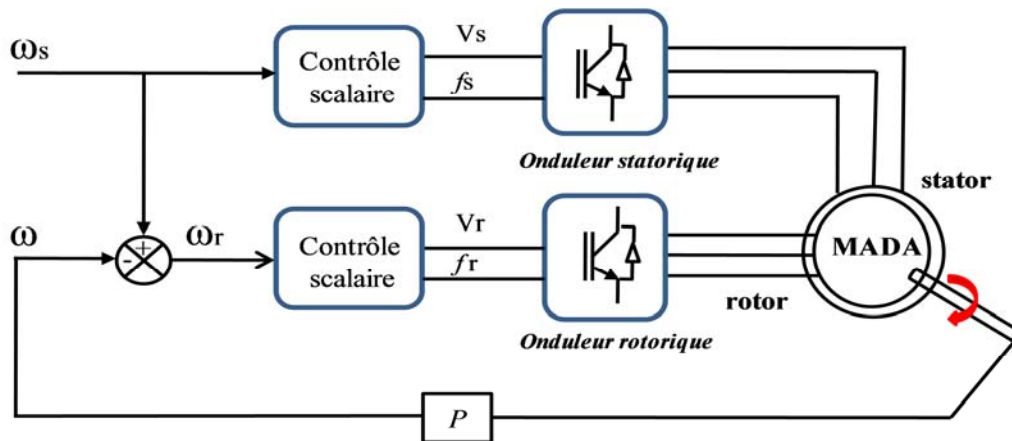 ωs
Contrôle
scalaire
Vs
fs
Onduleur statorique
stator
ω
+
-
ωr
Contrôle
scalaire
Vr
fr
Onduleur rotorique
MADA
rotor
P